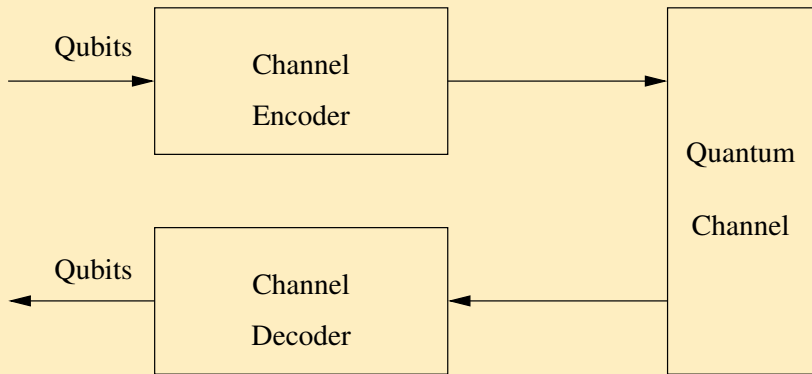 Qubits
Channel
Encoder
Quantum
Channel
Qubits
Channel
Decoder